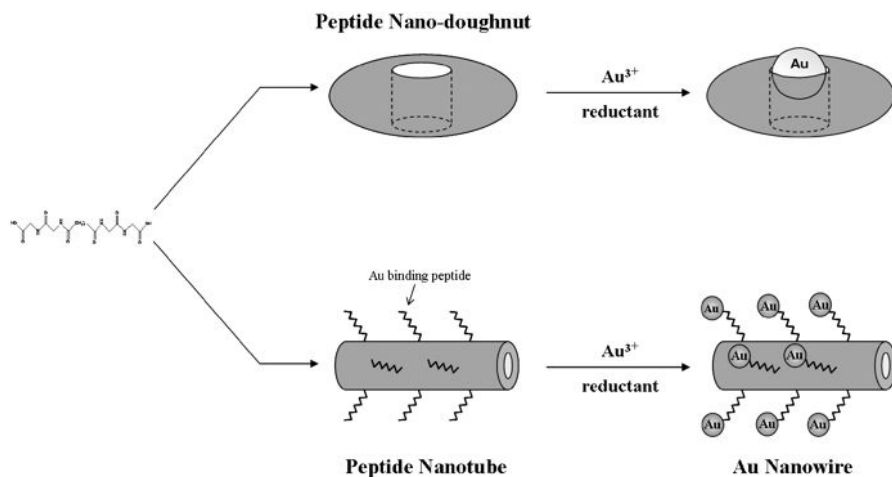 Peptide Nano-doughnut
Au³⁺
reductant
Au
Au binding peptide
Au³⁺
reductant
Au Au Au
Au Au
Au Au Au
Peptide Nanotube
Au Nanowire